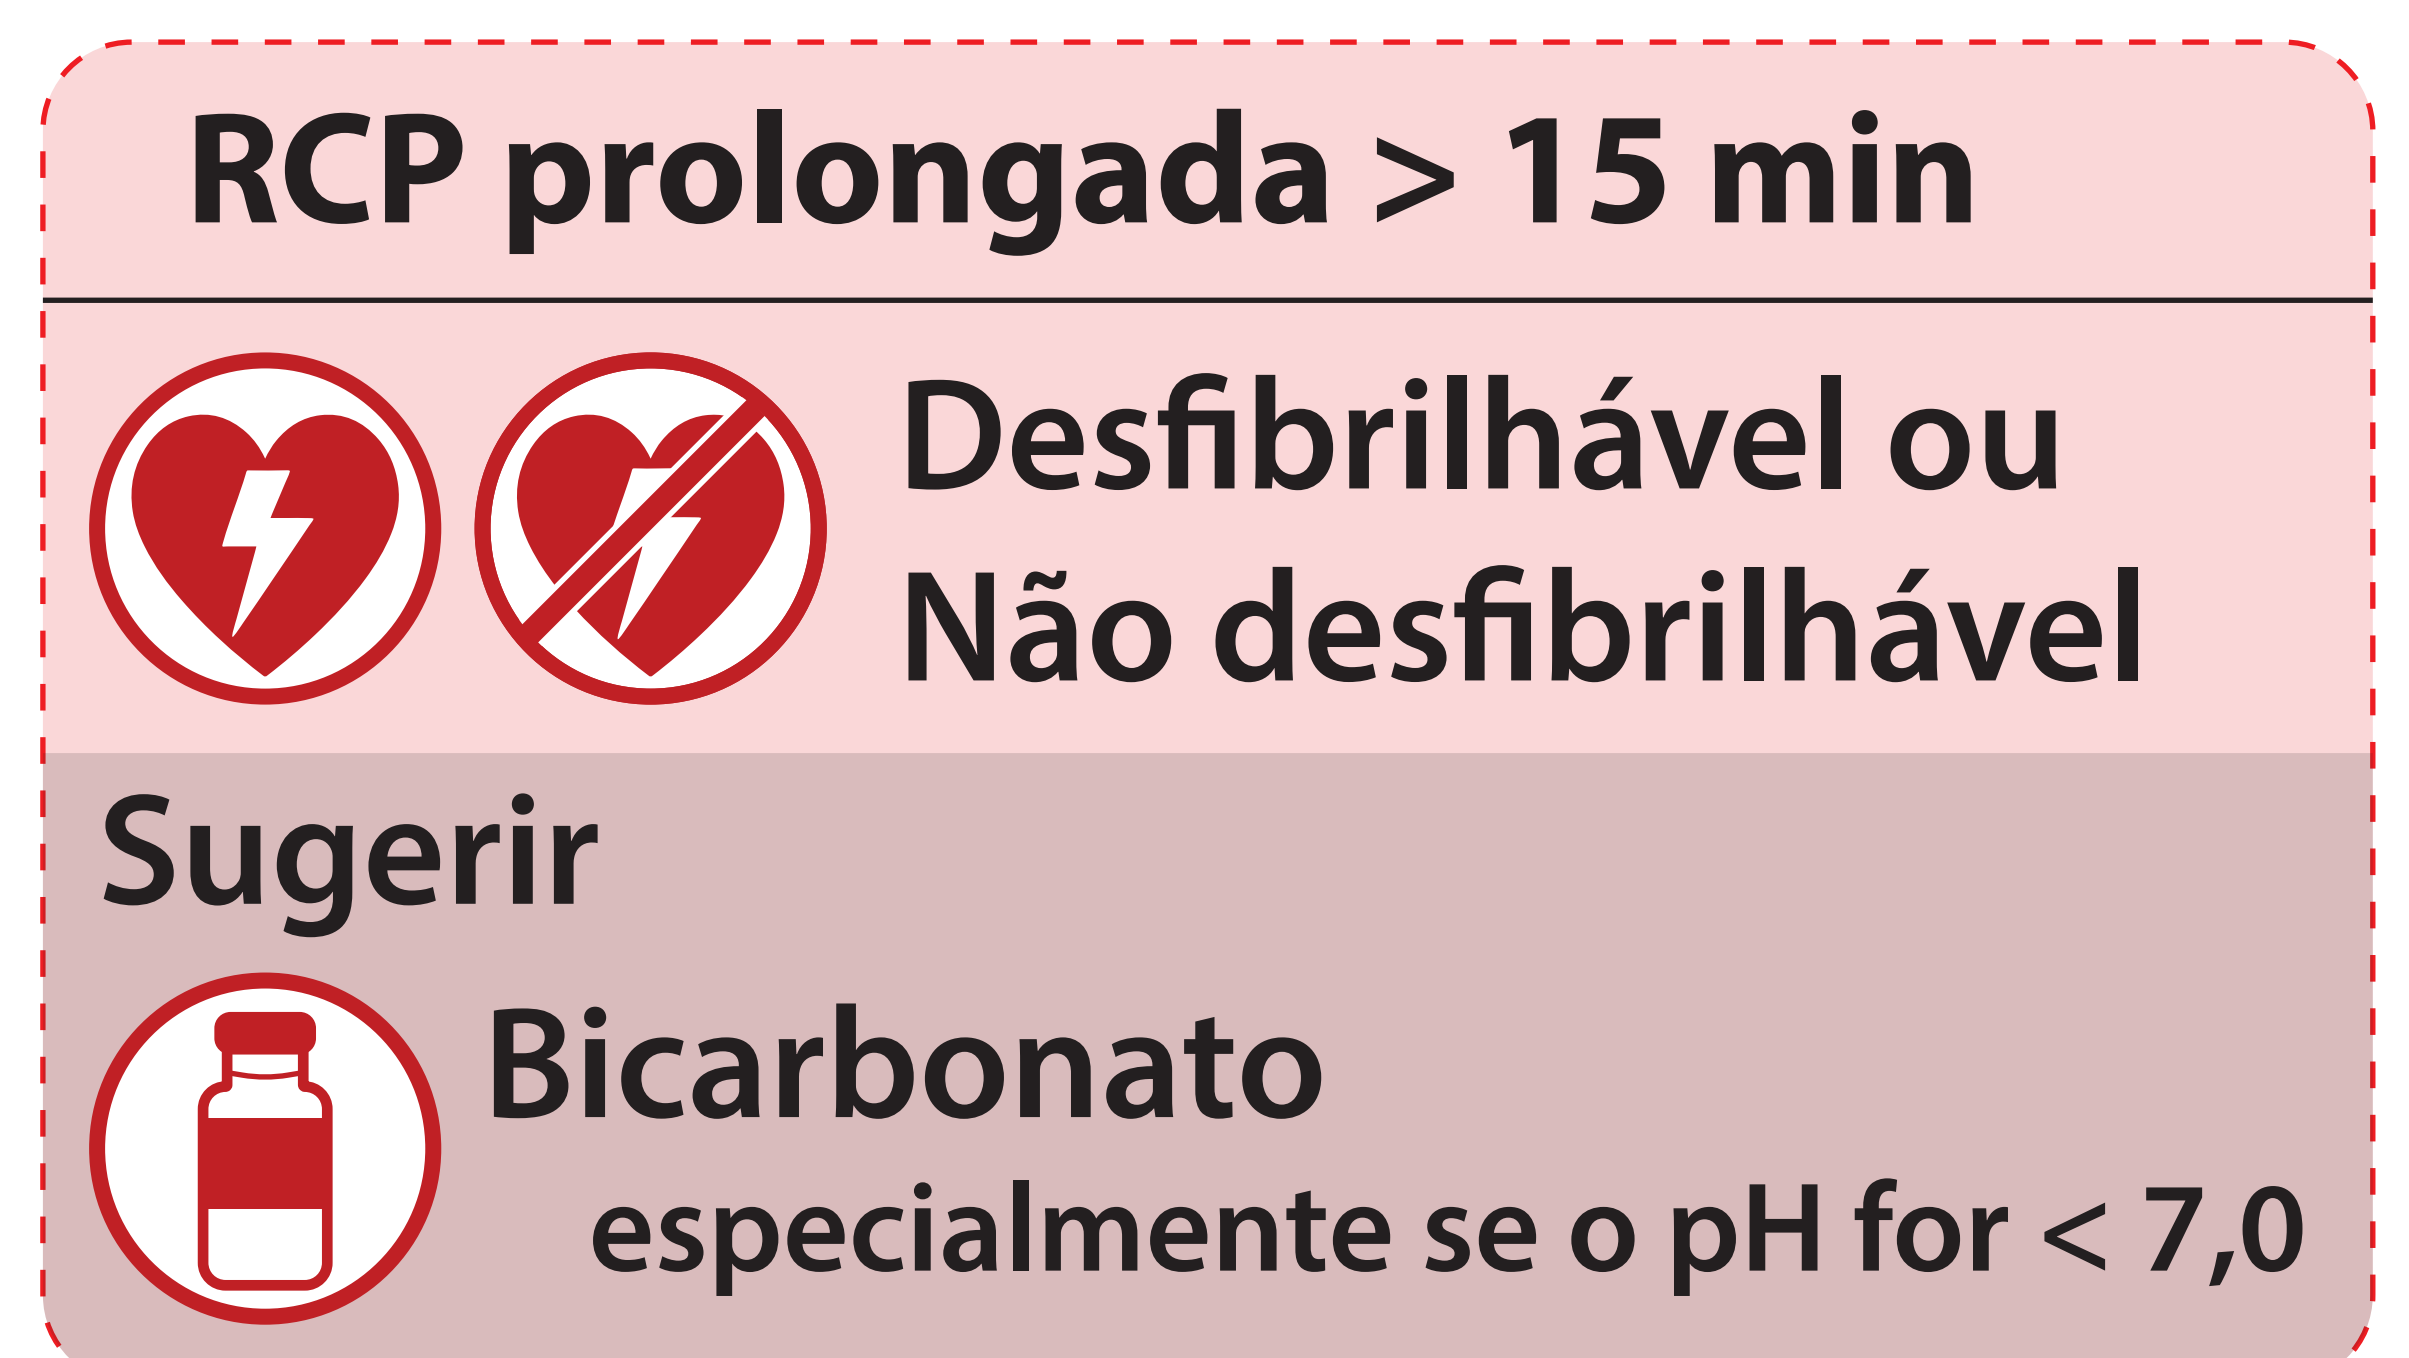 RCP prolongada > 15 min
Desfibrilhável ou
Não desfibrilhável
Sugerir
Bicarbonato
especialmente se o pH for < 7,0